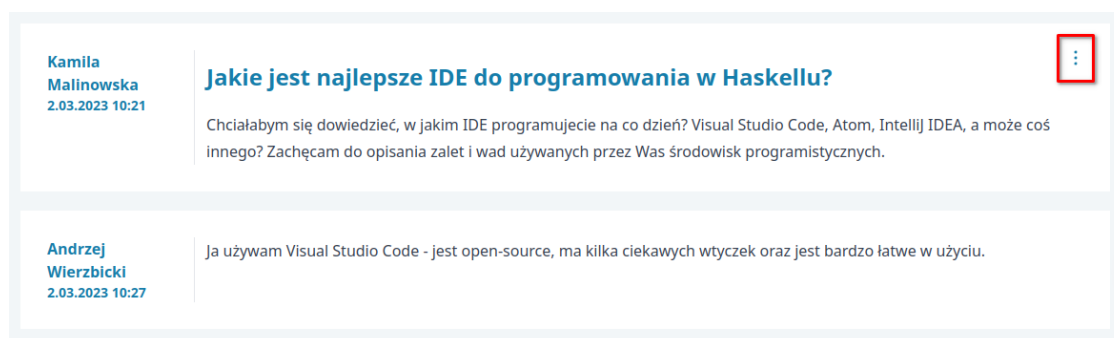 Kamila
Malinowska
2.03.2023 10:21
Jakie jest najlepsze IDE do programowania w Haskellu?
Chciałabym się dowiedzieć, w jakim IDE programujecie na co dzień? Visual Studio Code, Atom, IntelliJ IDEA, a może coś
innego? Zachęcam do opisania zalet i wad używanych przez Was środowisk programistycznych.
Andrzej
Wierzbicki
2.03.2023 10:27
Ja używam Visual Studio Code - jest open-source, ma kilka ciekawych wtyczek oraz jest bardzo łatwe w użyciu.